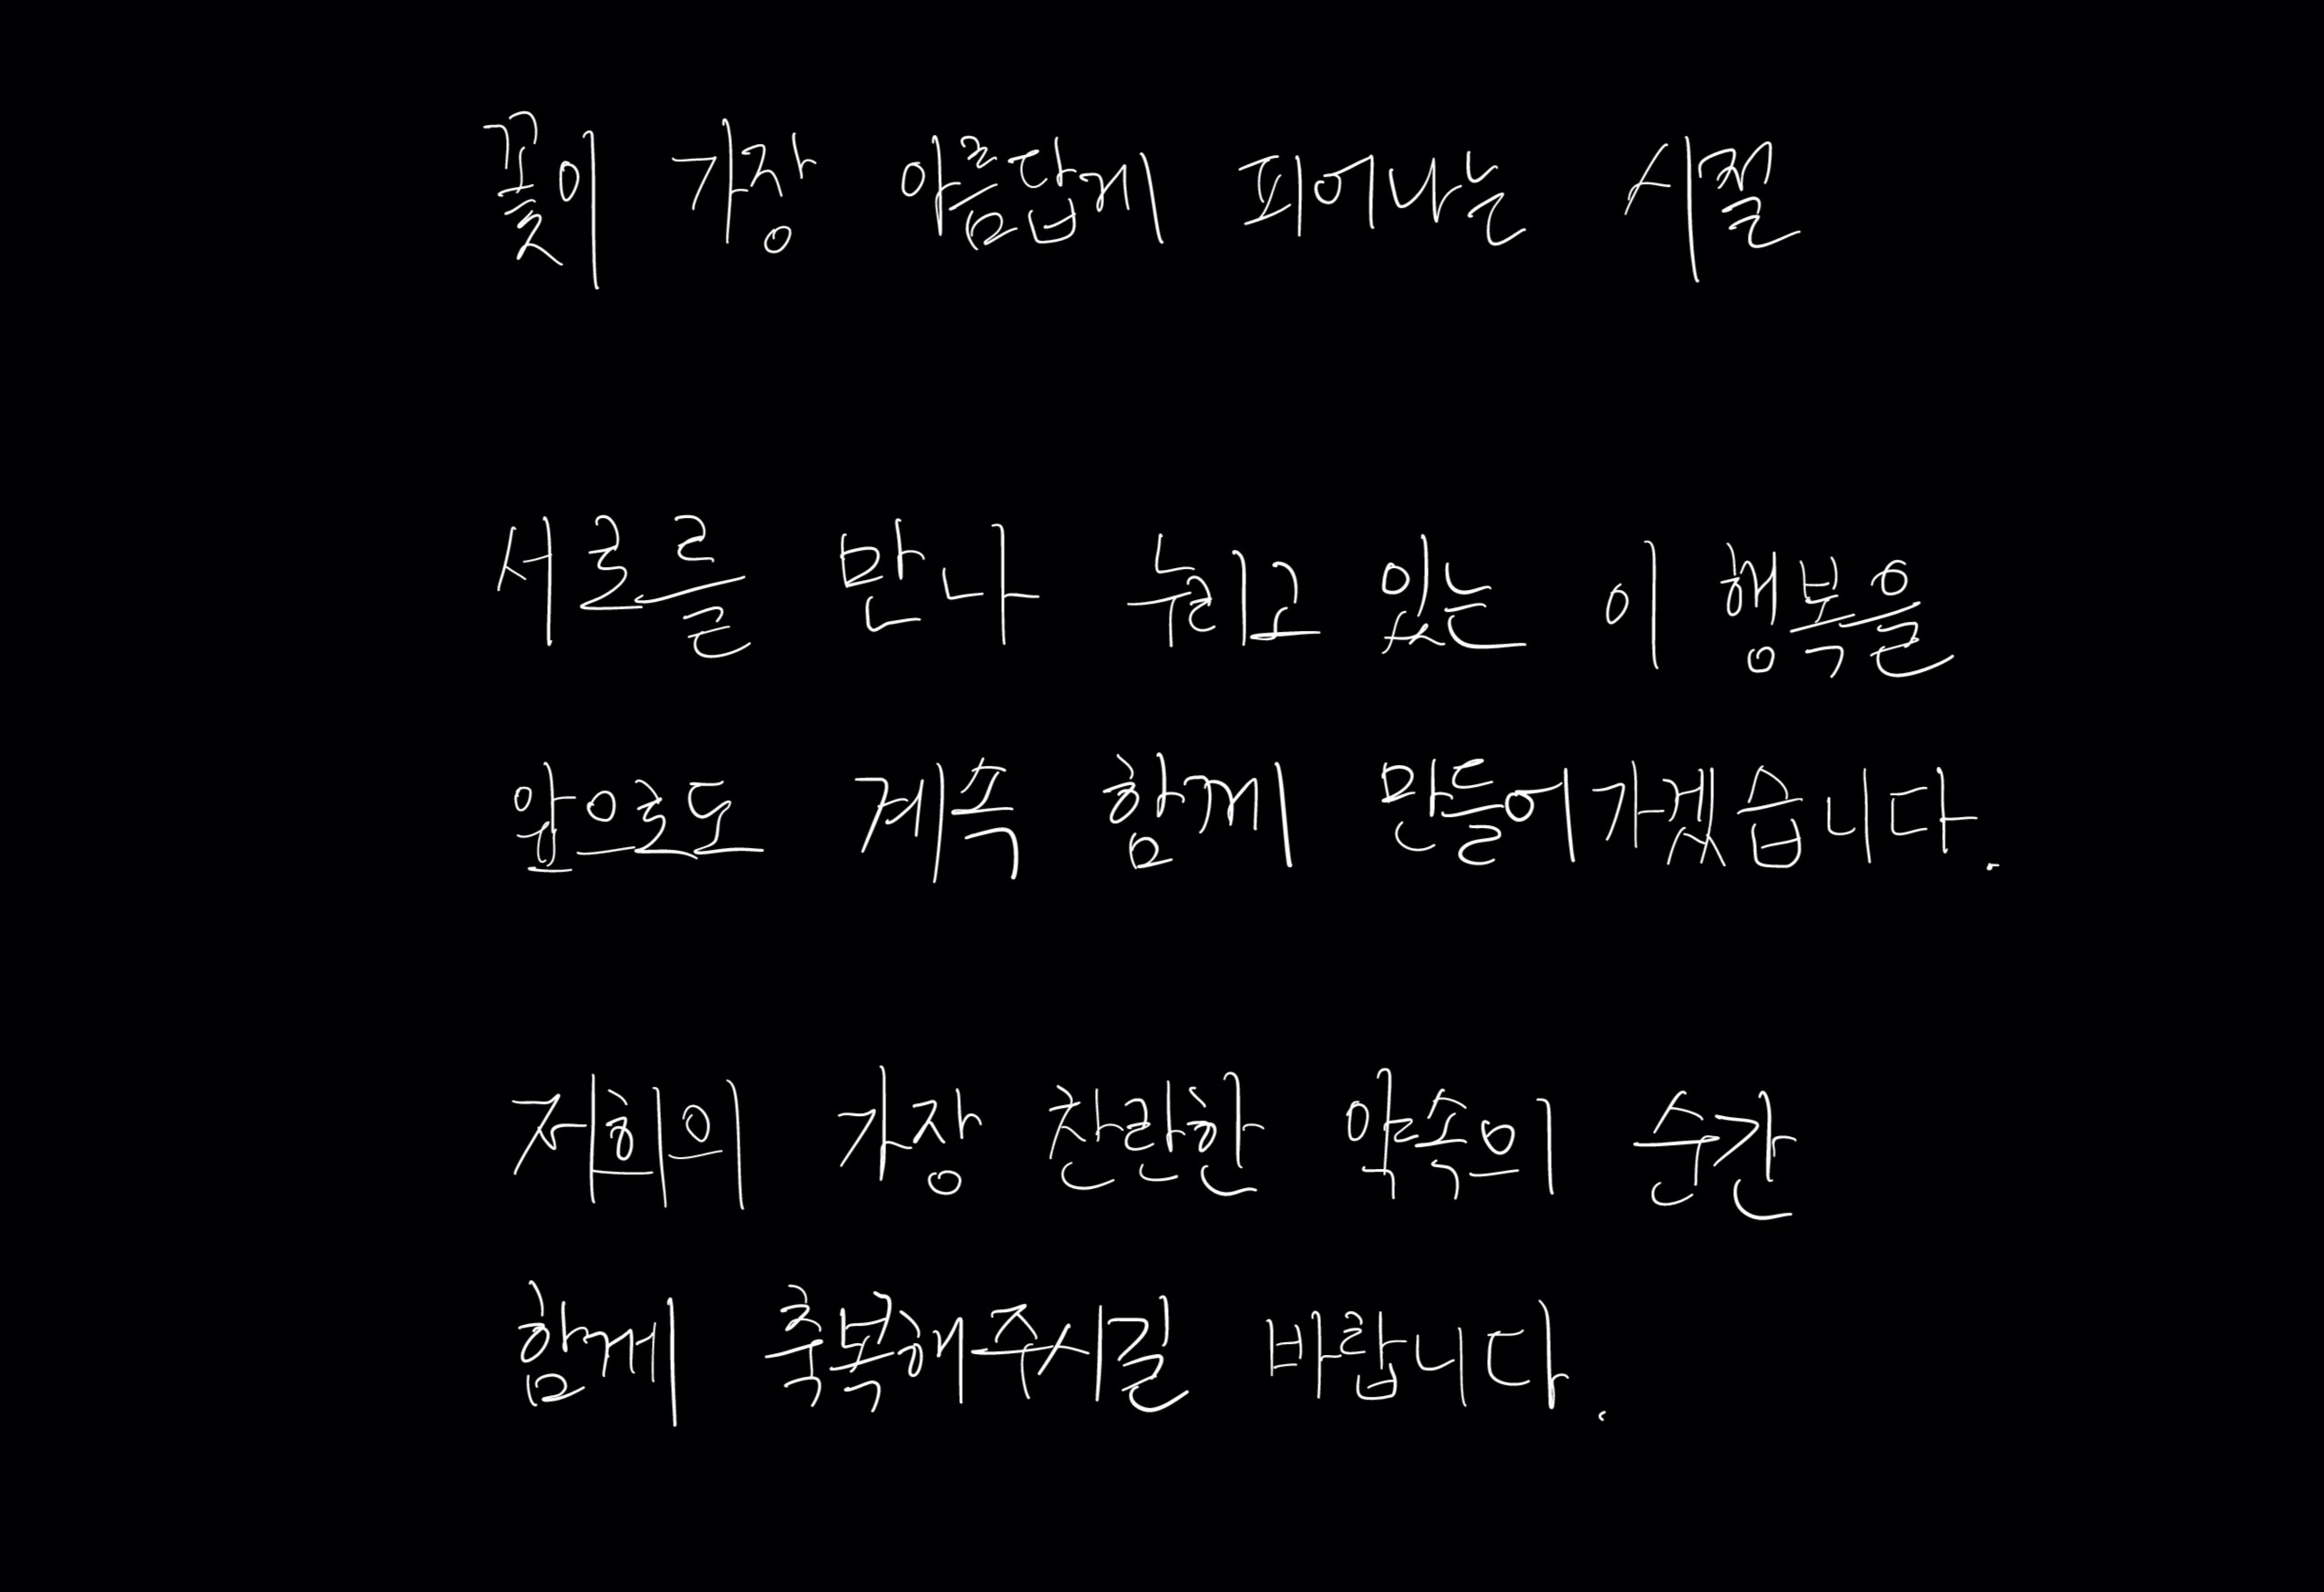 꽃이 가장 아름답게 피어나는 시절
서로를 만나 누리고 있는 이 행복을
앞으로도 계속 함께 만들어가겠습니다.
저희의 가장 찬란한 약속의 순간
함께 축복해주시길 바랍니다.